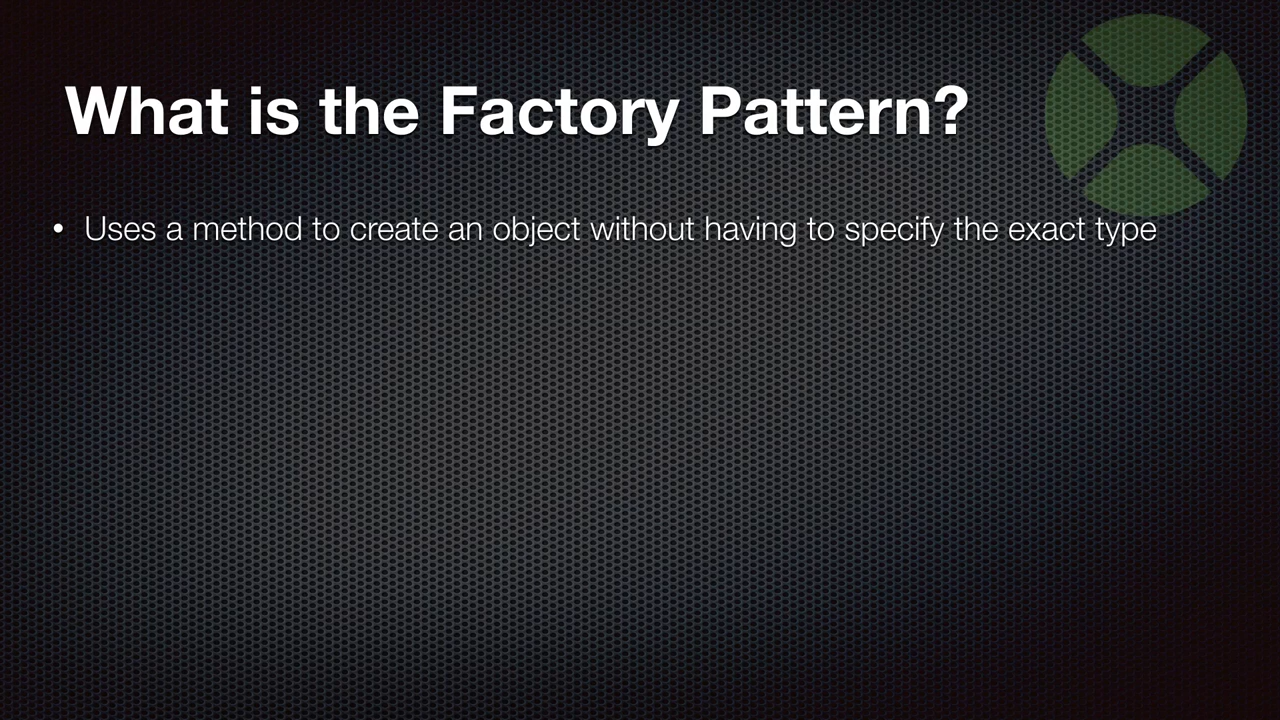 What is the Factory Pattern?
• Uses a method to create an object without having to specify the exact type